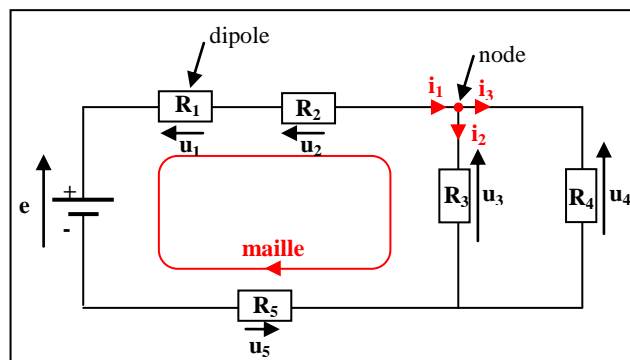 dipole
node
i₁ i₃
R₁ R₂
i₂
u₁ u₂
+
e
-
R₃ u₃ R₄ u₄
maille
R₅
u₅